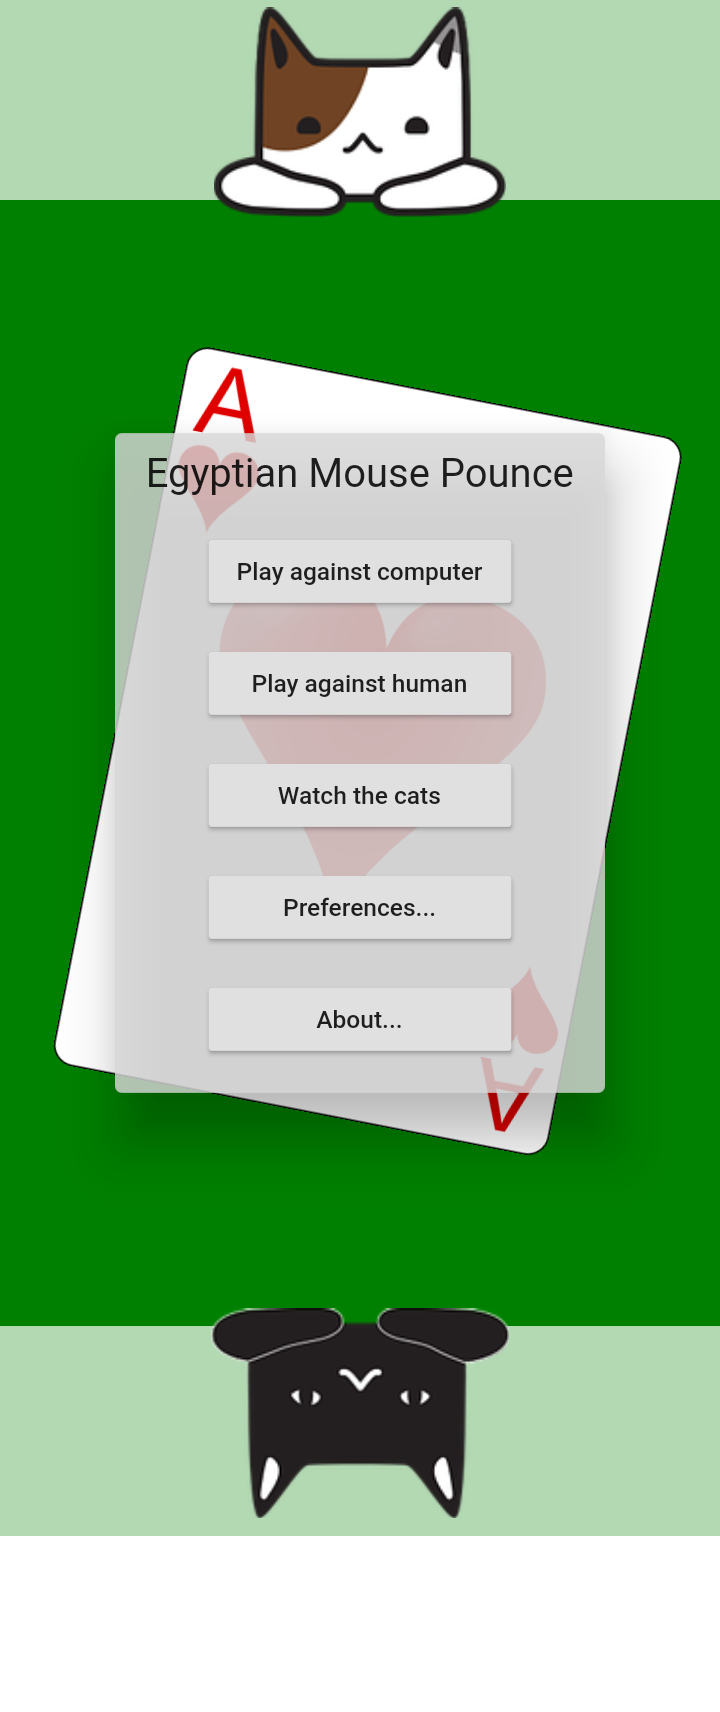 A
Egyptian Mouse Pounce
Play against computer
Play against human
Watch the cats
Preferences...
About...
A